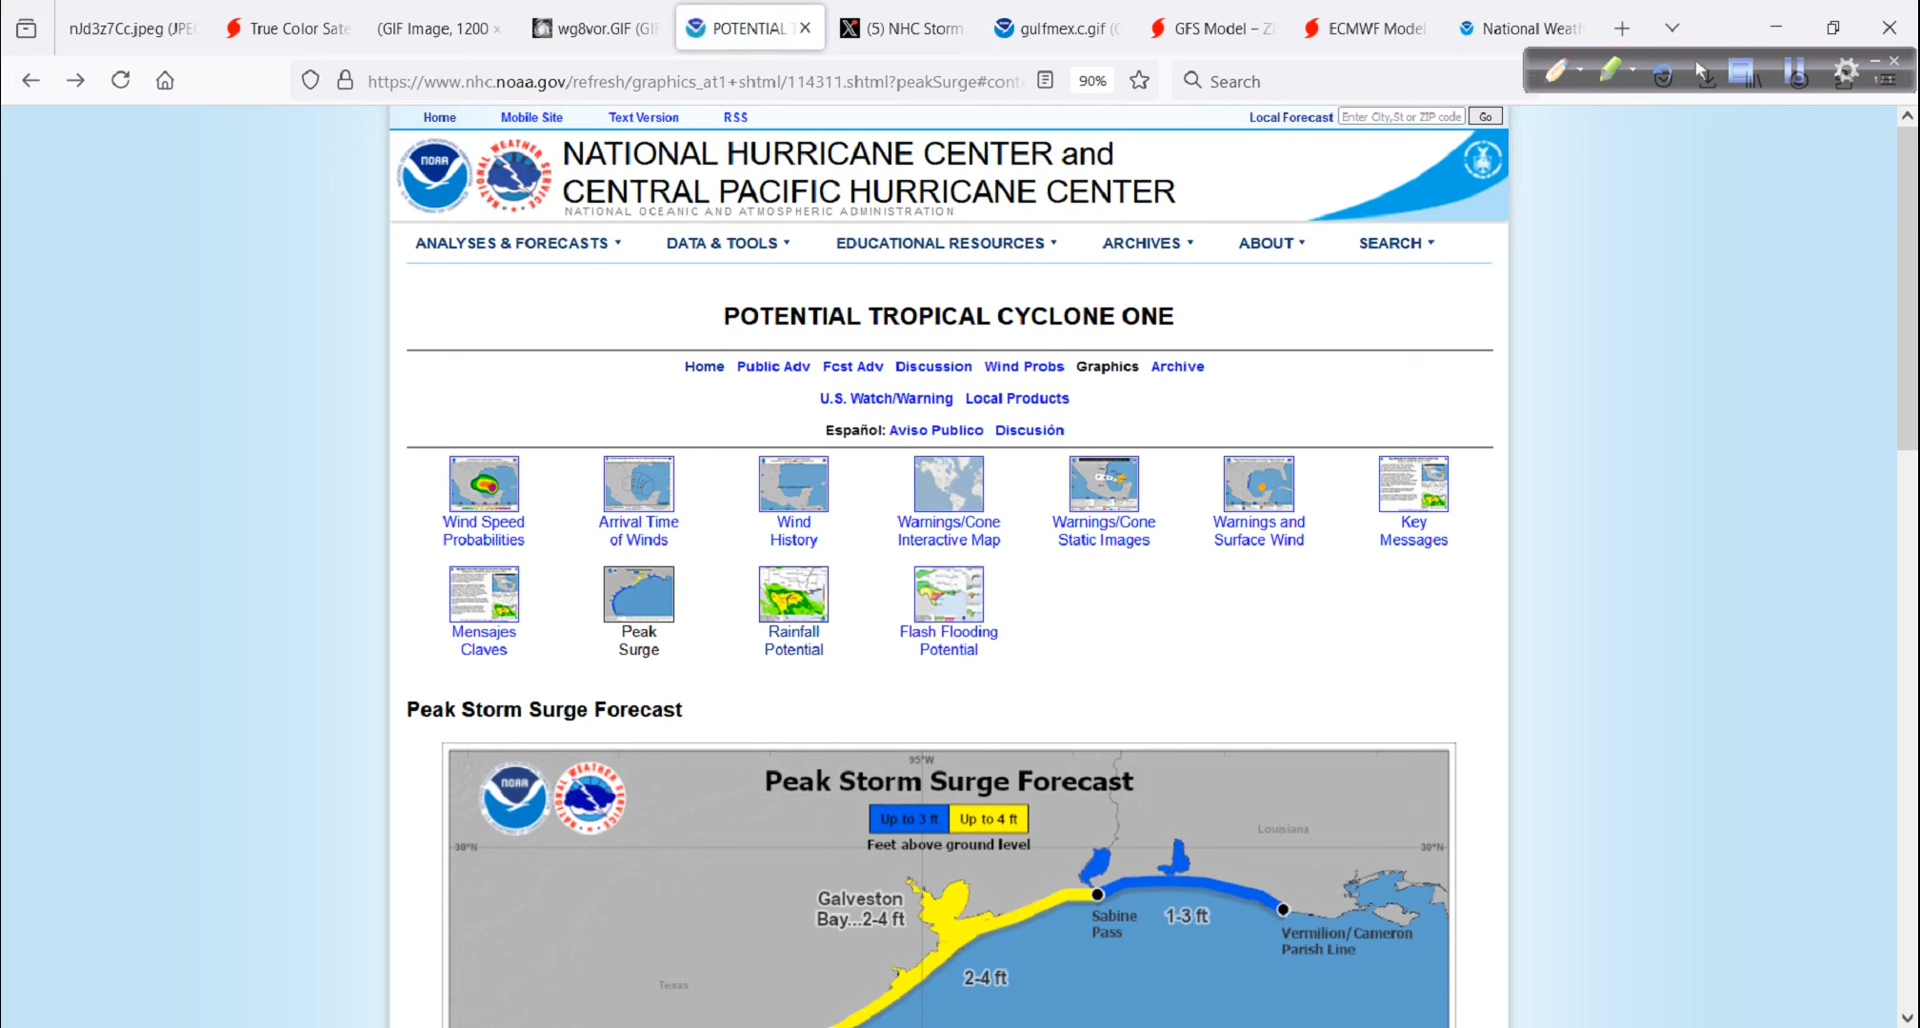 nJd3z7Cc.jpeg (JPE
True Color Sate
(GIF Image, 1200 ×
wg8vor.GIF (GIF
POTENTIAL T
(5) NHC Storm
gulfmex.c.gif (G
GFS Model – Z
ECMWF Model
National Weath
https://www.nhc.noaa.gov/refresh/graphics_at1+shtml/114311.shtml?peakSurge#cont
90%
Search
Home Mobile Site Text Version RSS
Local Forecast Enter City,St or ZIP code Go
NATIONAL HURRICANE CENTER and
CENTRAL PACIFIC HURRICANE CENTER
NATIONAL OCEANIC AND ATMOSPHERIC ADMINISTRATION
ANALYSES & FORECASTS DATA & TOOLS EDUCATIONAL RESOURCES ARCHIVES ABOUT SEARCH
POTENTIAL TROPICAL CYCLONE ONE
Home Public Adv Fcst Adv Discussion Wind Probs Graphics Archive
U.S. Watch/Warning Local Products
Español: Aviso Publico Discusión
Wind Speed
Probabilities
Arrival Time
of Winds
Wind
History
Warnings/Cone
Interactive Map
Warnings/Cone
Static Images
Warnings and
Surface Wind
Key
Messages
Mensajes
Claves
Peak
Surge
Rainfall
Potential
Flash Flooding
Potential
Peak Storm Surge Forecast
95°W
Peak Storm Surge Forecast
Up to 3 ft Up to 4 ft
Feet above ground level
NOAA
Louisiana
30°N
30°N
Galveston
Bay...2-4 ft
Sabine
Pass
1-3 ft
Vermilion/Cameron
Parish Line
2-4 ft
Texas